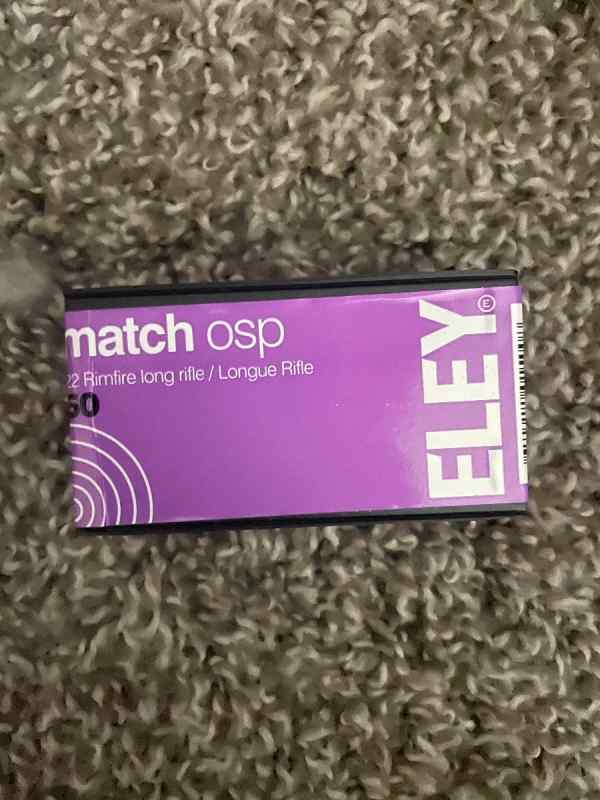 match osp
22 Rimfire long rifle / Longue Rifle
50
ELEY
E